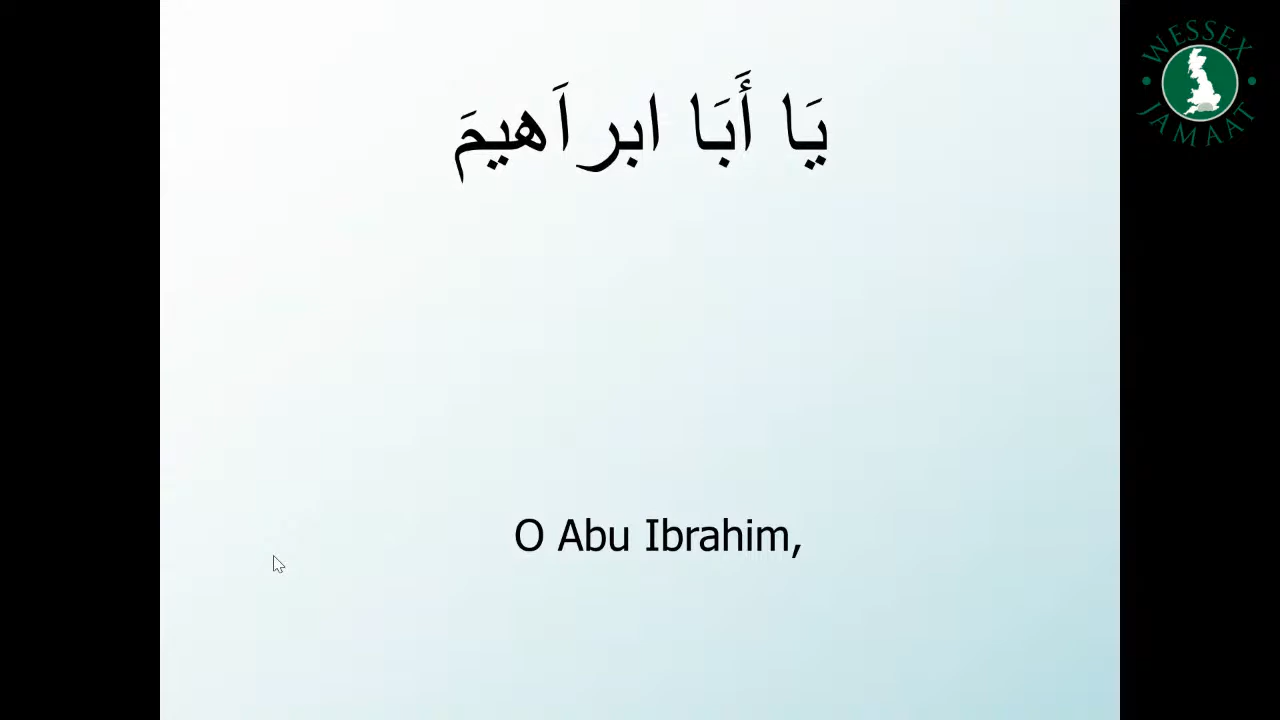 يَا أَبَا ابراَهيمَ
O Abu Ibrahim,
WESSEX
JAMAAT